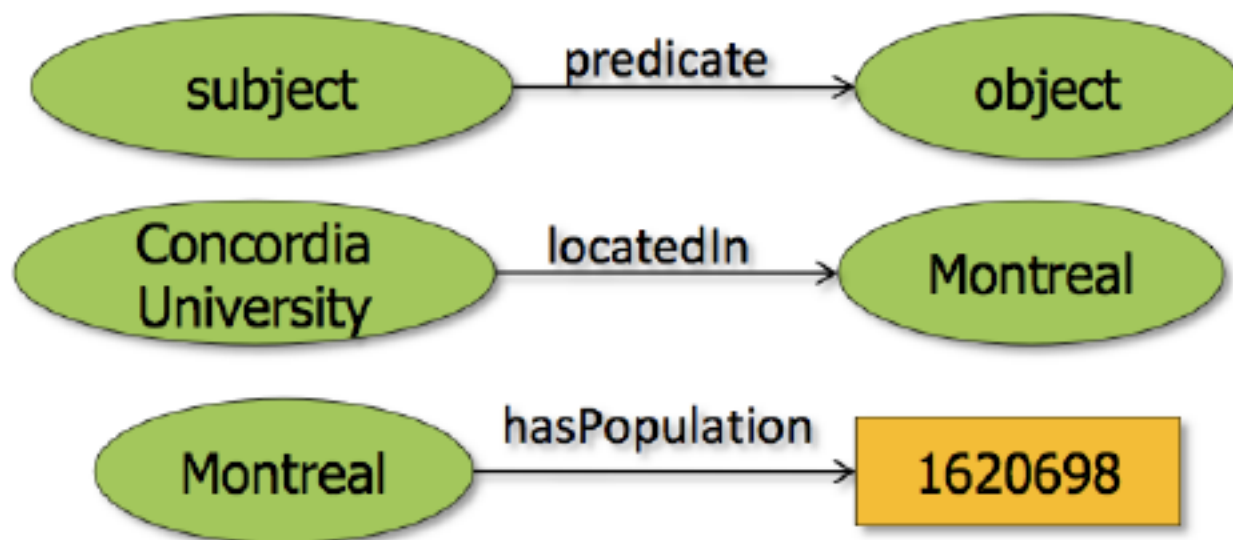 subject
predicate
object
Concordia
University
locatedIn
Montreal
Montreal
hasPopulation
1620698